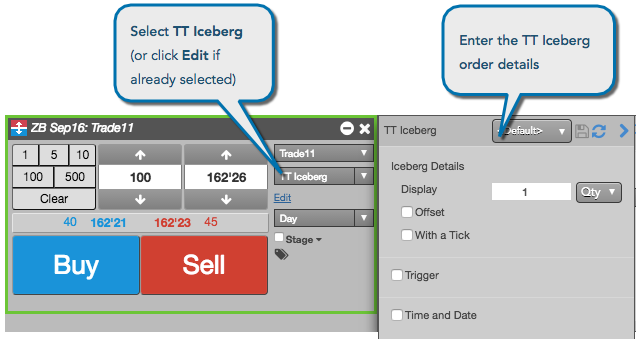 Select TT Iceberg
(or click Edit if
already selected)
Enter the TT Iceberg
order details
ZB Sep16: Trade11
1 5 10
100 500
Clear
100
162'26
Trade11
TT Iceberg
Edit
Day
Stage
40 162'21 162'23 45
Buy
Sell
TT Iceberg
<Default>
Iceberg Details
Display 1 Qty
Offset
With a Tick
Trigger
Time and Date